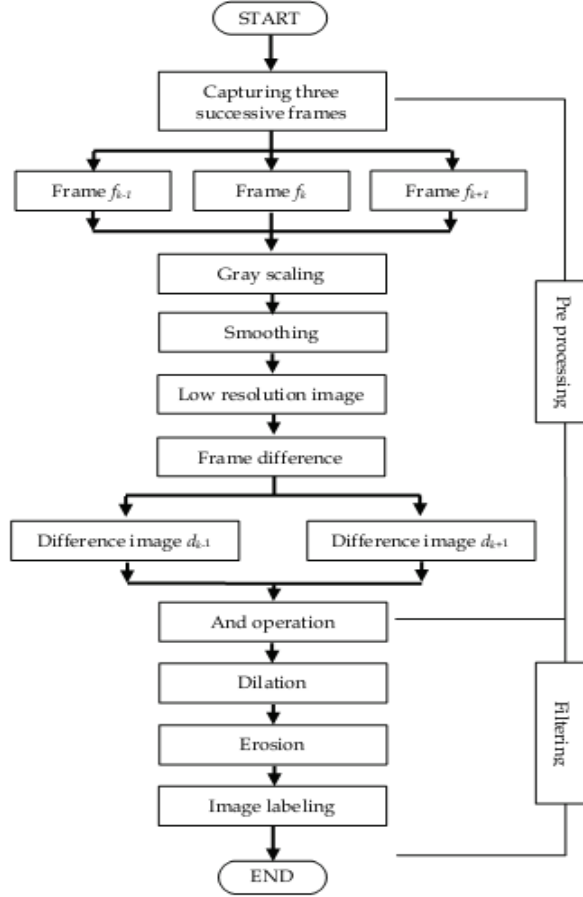 START
Capturing three
successive frames
Frame fk-1
Frame fk
Frame fk+1
Gray scaling
Smoothing
Low resolution image
Frame difference
Difference image dk-1
Difference image dk+1
And operation
Dilation
Erosion
Image labeling
END
Pre processing
Filtering